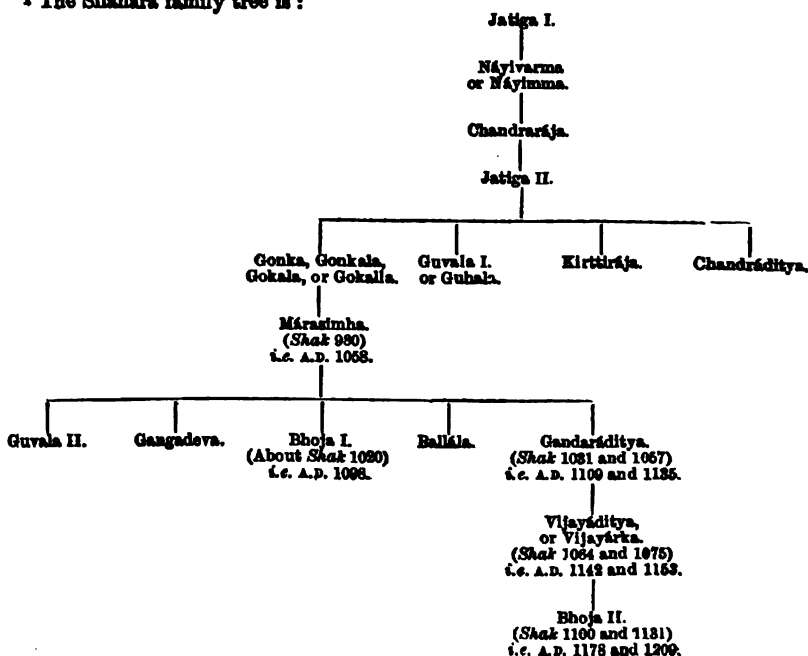 The Silahára family tree is :
Jatiga I.
Náyivarma
or Náyimma.
Chandrarája.
Jatiga II.
Gonka, Gonkala,
Gokala, or Gokalla.
Guvala I.
or Guhala.
Kirttirája.
Chandráditya.
Márasimha.
(Shak 980)
i.e. A.D. 1058.
Guvala II.
Gangadeva.
Bhoja I.
(About Shak 1020)
i.e. A.D. 1098.
Ballála.
Gandaráditya.
(Shak 1031 and 1057)
i.e. A.D. 1109 and 1135.
Vijayáditya,
or Vijayárka.
(Shak 1064 and 1075)
i.e. A.D. 1142 and 1153.
Bhoja II.
(Shak 1100 and 1131)
i.e. A.D. 1178 and 1209.